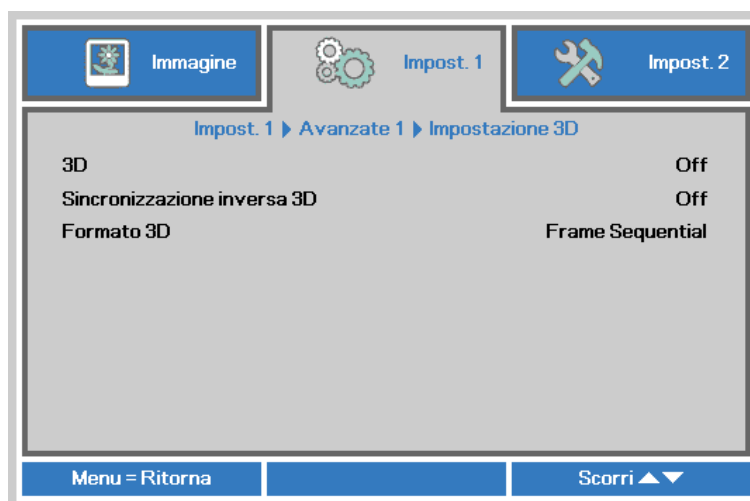 Immagine
Impost. 1
Impost. 2
Impost. 1 ▶ Avanzate 1 ▶ Impostazione 3D
3D Off
Sincronizzazione inversa 3D Off
Formato 3D Frame Sequential
Menu = Ritorna
Scorri ▲▼